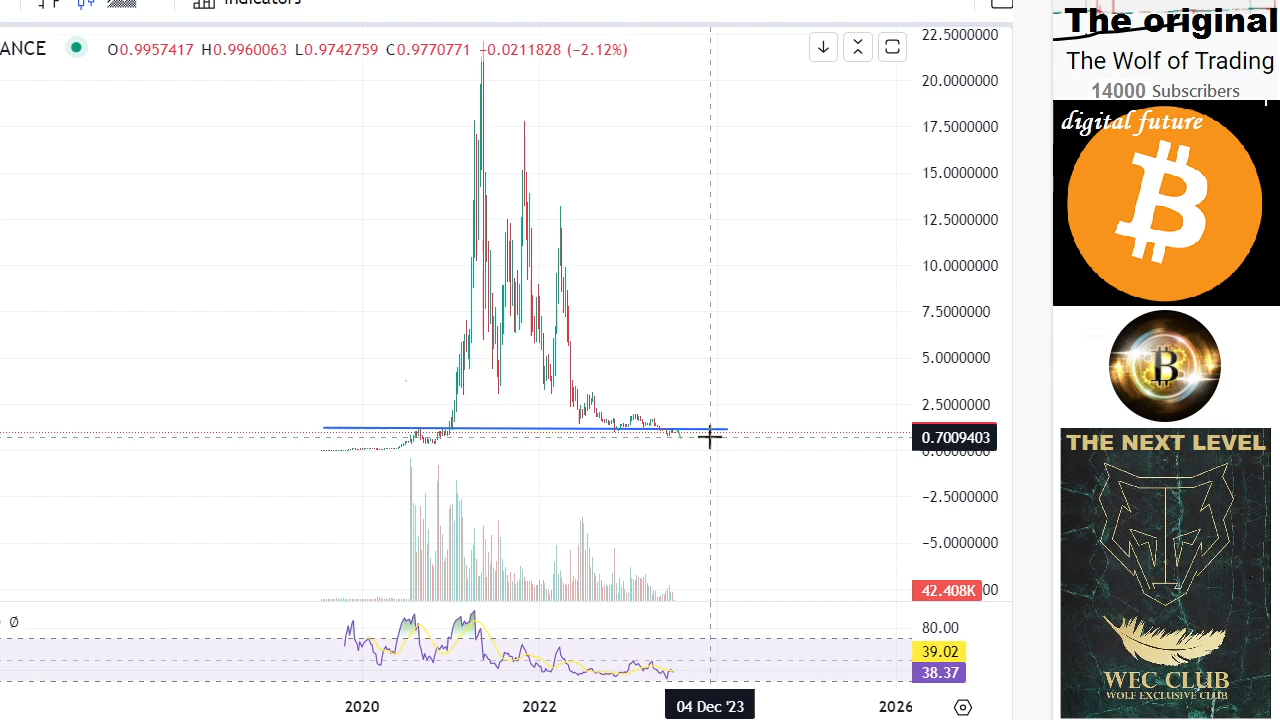 Indicators
ANCE
O0.9957417 H0.9960063 L0.9742759 C0.9770771 −0.0211828 (−2.12%)
22.5000000
20.0000000
17.5000000
15.0000000
12.5000000
10.0000000
7.5000000
5.0000000
2.5000000
0.7009403
0.0000000
−2.5000000
−5.0000000
42.408K
00
Ø
80.00
39.02
38.37
2020
2022
04 Dec '23
2026
The original
The Wolf of Trading
14000 Subscribers
digital future
B
B
THE NEXT LEVEL
WEC CLUB
WOLF EXCLUSIVE CLUB